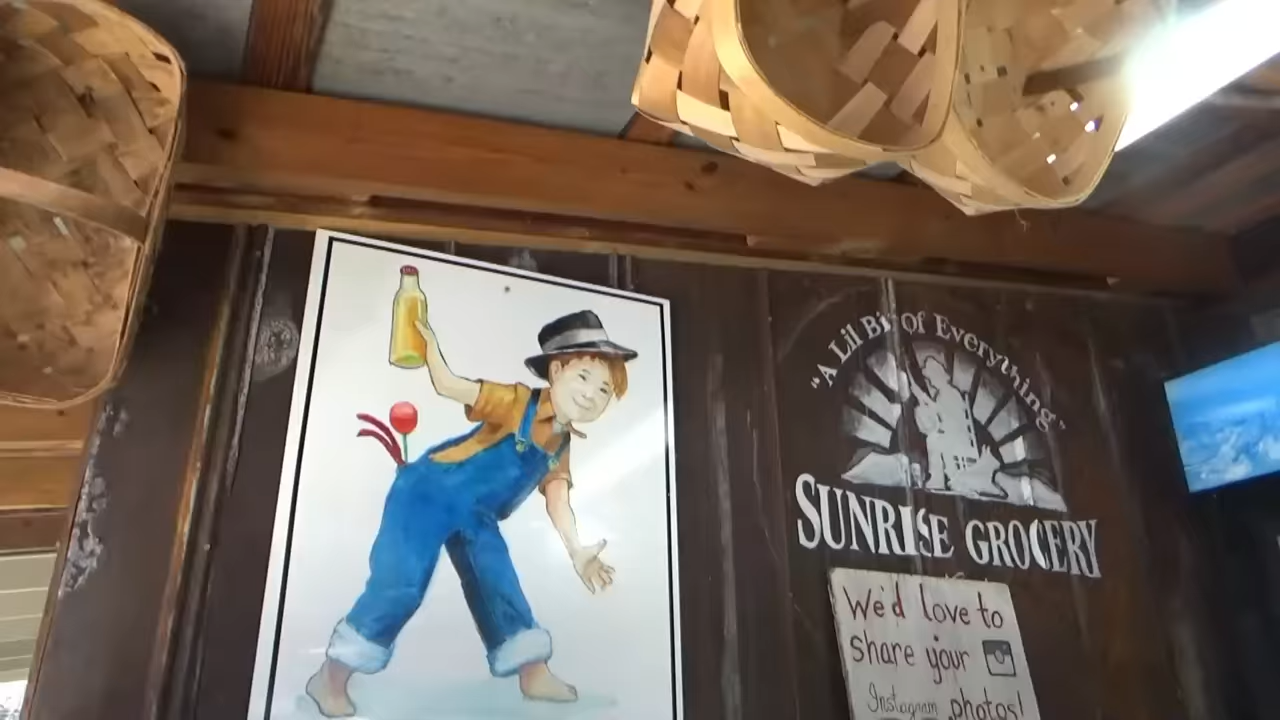 "A Lil Bit of Everything"
SUNRISE GROCERY
We'd love to
share your
Instagram photos!